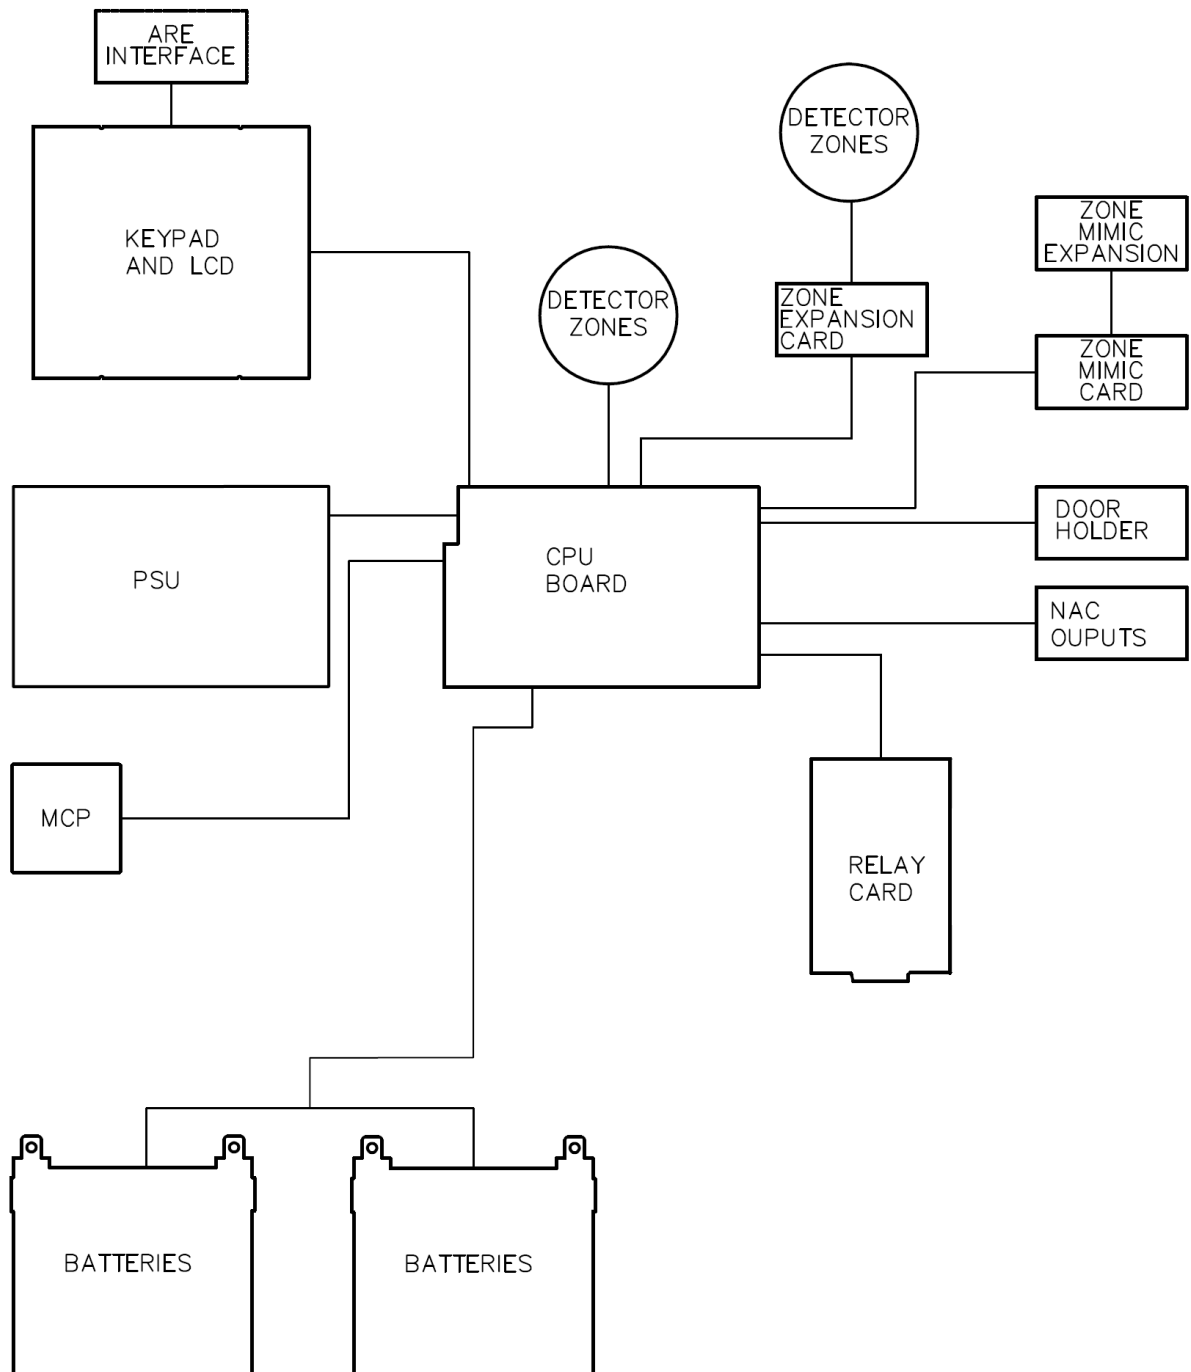 ARE
INTERFACE
DETECTOR
ZONES
ZONE
MIMIC
EXPANSION
KEYPAD
AND LCD
DETECTOR
ZONES
ZONE
EXPANSION
CARD
ZONE
MIMIC
CARD
DOOR
HOLDER
PSU
CPU
BOARD
NAC
OUPUTS
MCP
RELAY
CARD
BATTERIES
BATTERIES